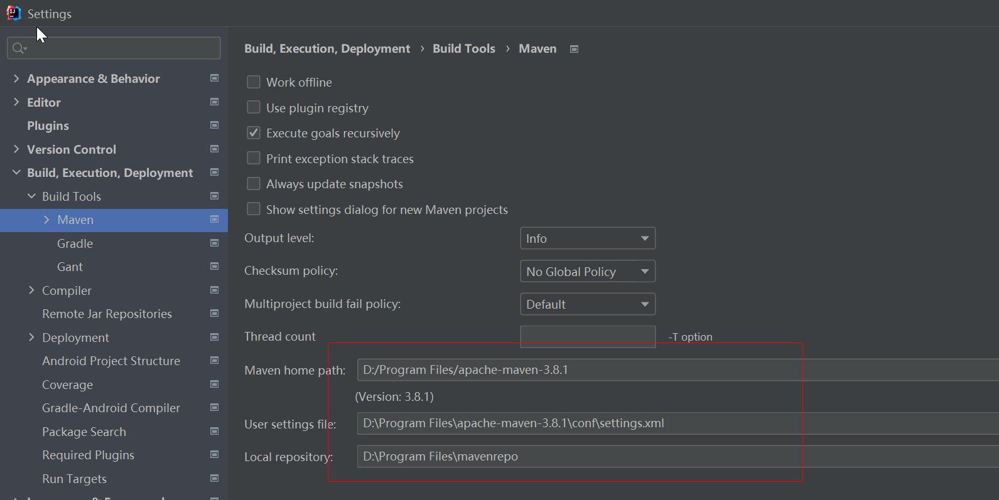 Settings
Build, Execution, Deployment › Build Tools › Maven
Appearance & Behavior
Editor
Plugins
Version Control
Build, Execution, Deployment
Build Tools
Maven
Gradle
Gant
Compiler
Remote Jar Repositories
Deployment
Android Project Structure
Coverage
Gradle-Android Compiler
Package Search
Required Plugins
Run Targets
Work offline
Use plugin registry
Execute goals recursively
Print exception stack traces
Always update snapshots
Show settings dialog for new Maven projects
Output level: Info
Checksum policy: No Global Policy
Multiproject build fail policy: Default
Thread count -T option
Maven home path: D:/Program Files/apache-maven-3.8.1
(Version: 3.8.1)
User settings file: D:\Program Files\apache-maven-3.8.1\conf\settings.xml
Local repository: D:\Program Files\mavenrepo